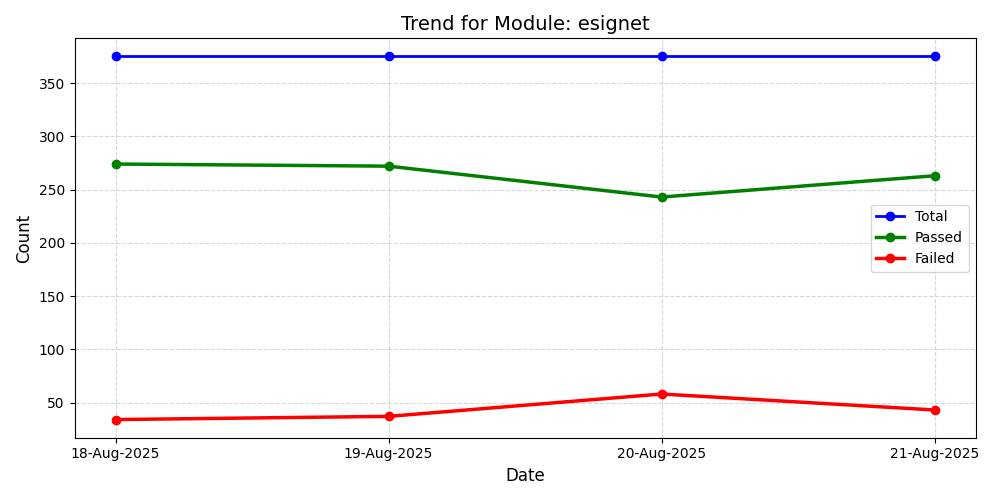 Trend for Module: esignet
Count
350
300
250
200
150
100
50
Total
Passed
Failed
18-Aug-2025 19-Aug-2025 20-Aug-2025 21-Aug-2025
Date